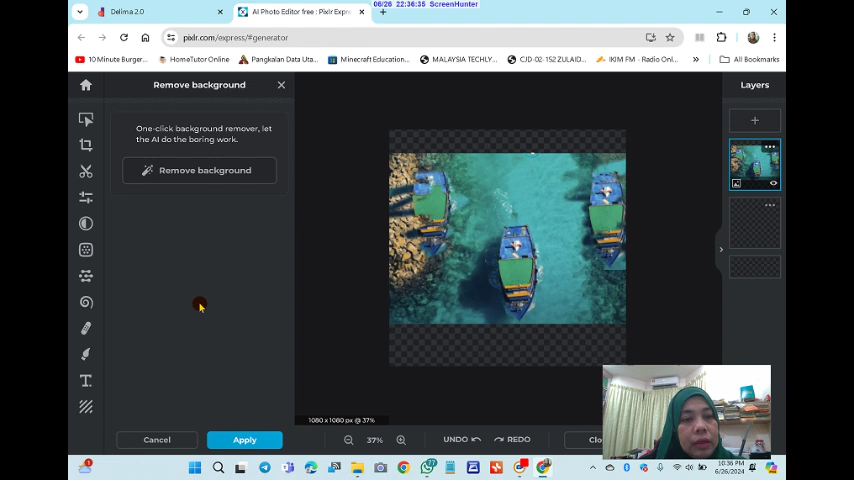 06/26 22:36:35 ScreenHunter
Delima 2.0
AI Photo Editor free : Pixlr Expre
pixlr.com/express/#generator
10 Minute Burger...
HomeTutor Online
Pangkalan Data Uta...
Minecraft Education...
MALAYSIA TECHLY...
CJD-02-152 ZULAID...
IKIM FM - Radio Onl...
»
All Bookmarks
Remove background
Layers
One-click background remover, let
the AI do the boring work.
Remove background
1080 x 1080 px @ 37%
Cancel
Apply
37%
UNDO
REDO
Clo
10:36 PM
6/26/2024